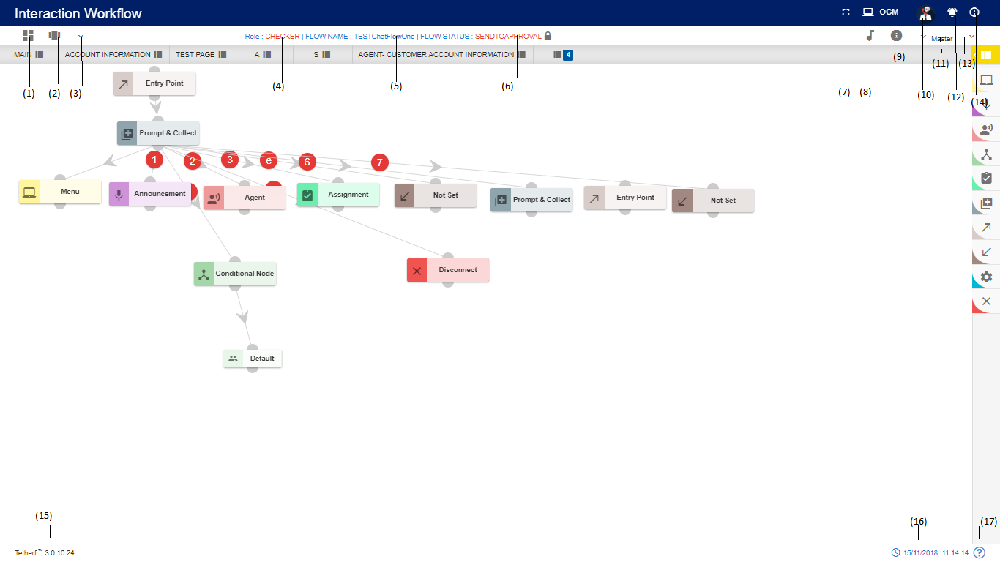 Interaction Workflow
OCM
Role : CHECKER | FLOW NAME : TESTChatFlowOne | FLOW STATUS : SENDTOAPPROVAL
Master
MAIN
ACCOUNT INFORMATION
TEST PAGE
A
S
AGENT- CUSTOMER ACCOUNT INFORMATION
4
(1)
(2)
(3)
(4)
(5)
(6)
(7)
(8)
(9)
(10)
(11)
(12)
(13)
(14)
Entry Point
Prompt & Collect
1
2
3
e
6
7
Menu
Announcement
Agent
Assignment
Not Set
Prompt & Collect
Entry Point
Not Set
Conditional Node
Disconnect
Default
(15)
(16)
(17)
Tetherfi™ 3.0.10.24
15/11/2018, 11:14:14